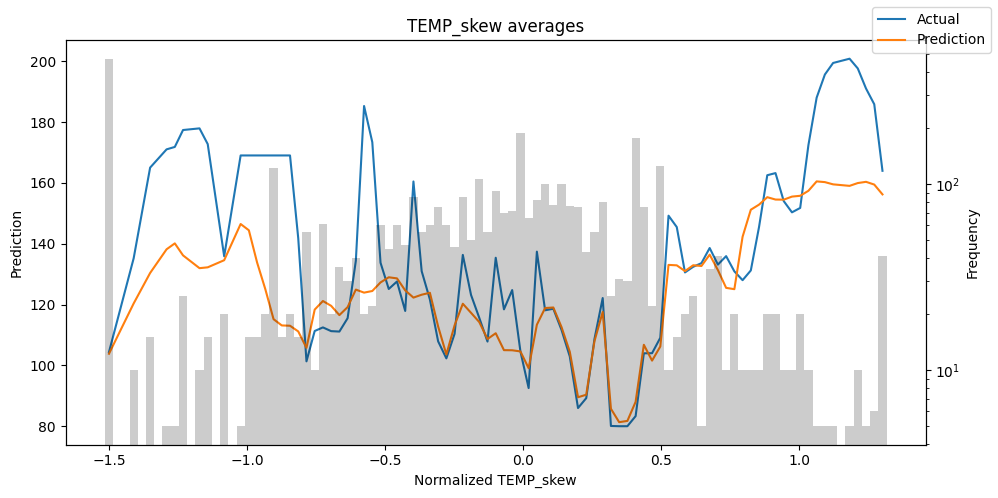 TEMP_skew averages
Actual
Prediction
200
180
160
140
120
100
80
Prediction
10²
10¹
Frequency
−1.5 −1.0 −0.5 0.0 0.5 1.0
Normalized TEMP_skew